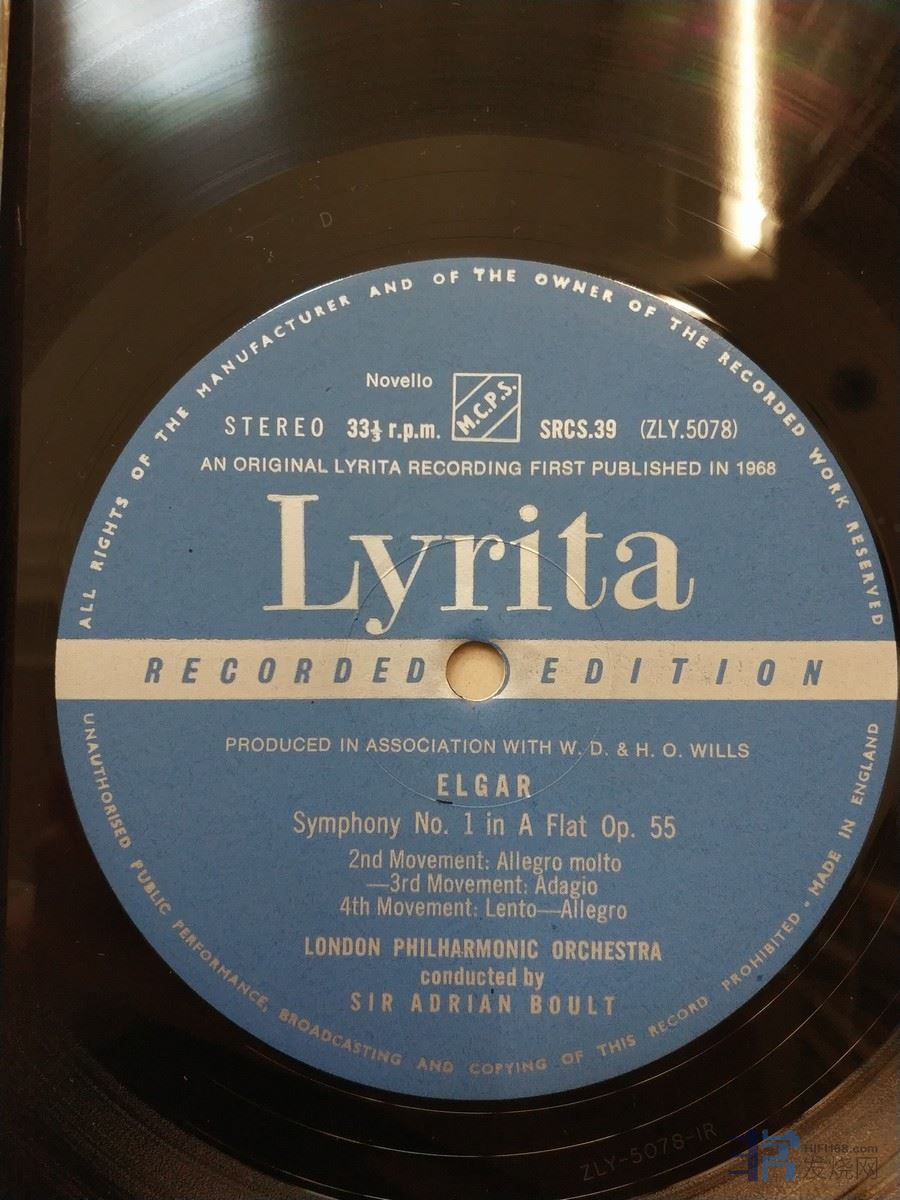 D
ALL RIGHTS OF THE MANUFACTURER AND OF THE OWNER OF THE RECORDED WORK RESERVED
Novello
M.C.P.S.
STEREO 33⅓ r.p.m. SRCS.39 (ZLY.5078)
AN ORIGINAL LYRITA RECORDING FIRST PUBLISHED IN 1968
Lyrita
RECORDED EDITION
PRODUCED IN ASSOCIATION WITH W. D. & H. O. WILLS
ELGAR
Symphony No. 1 in A Flat Op. 55
2nd Movement: Allegro molto
—3rd Movement: Adagio
4th Movement: Lento—Allegro
LONDON PHILHARMONIC ORCHESTRA
conducted by
SIR ADRIAN BOULT
UNAUTHORISED PUBLIC PERFORMANCE, BROADCASTING AND COPYING OF THIS RECORD PROHIBITED · MADE IN ENGLAND
ZLY-5078-1R
HIFI168.com
发烧网